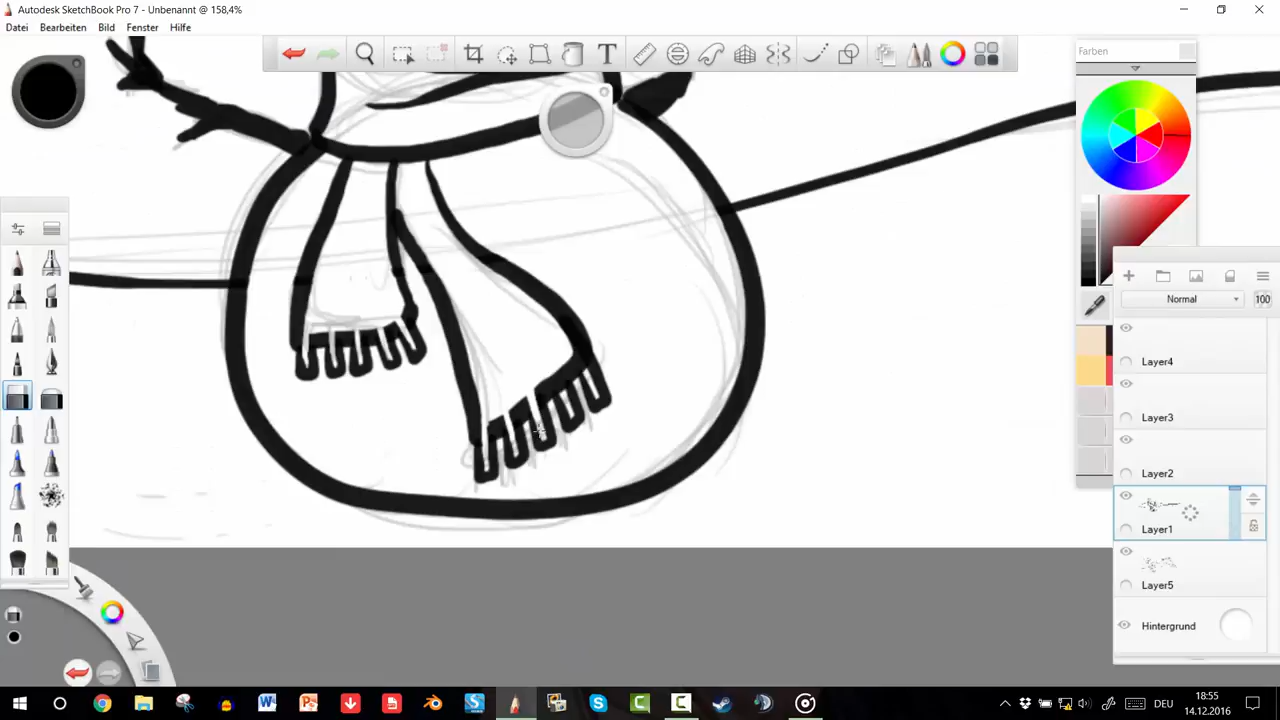 Autodesk SketchBook Pro 7 - Unbenannt @ 158,4%
Datei Bearbeiten Bild Fenster Hilfe
T
Farben
Normal 100
Layer4
Layer3
Layer2
Layer1
Layer5
Hintergrund
DEU
18:55
14.12.2016